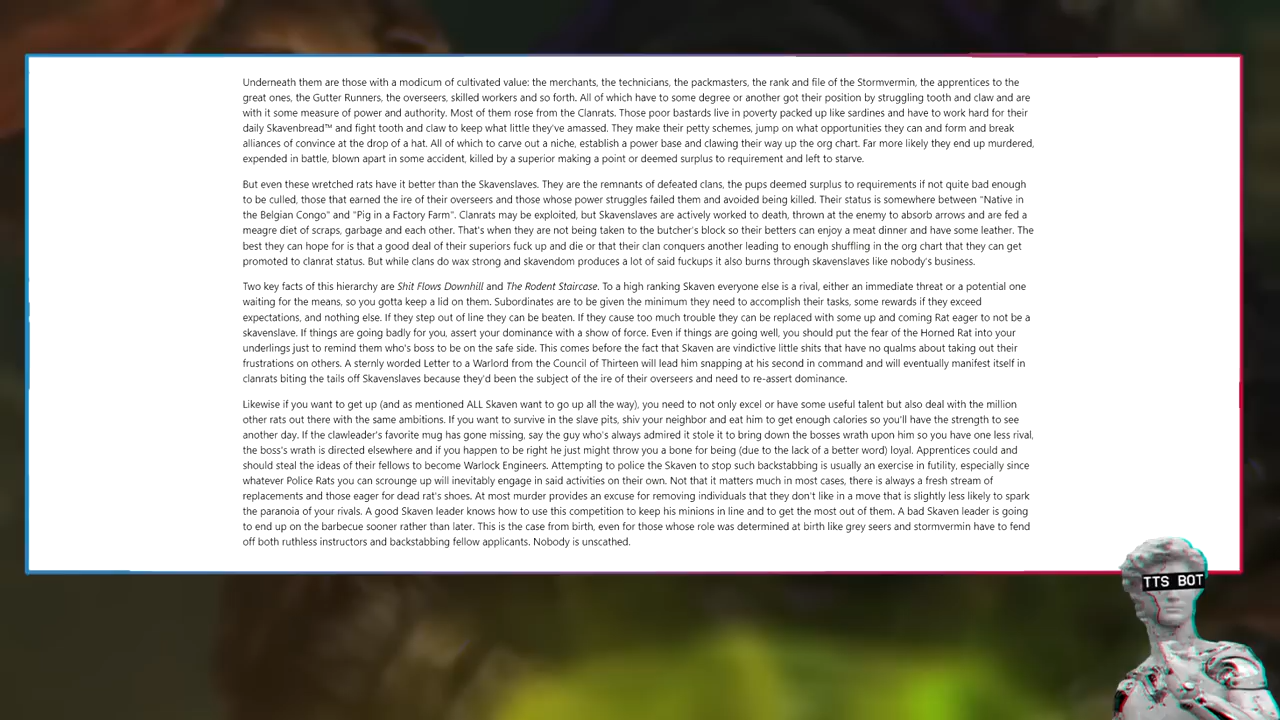 Underneath them are those with a modicum of cultivated value: the merchants, the technicians, the packmasters, the rank and file of the Stormvermin, the apprentices to the
great ones, the Gutter Runners, the overseers, skilled workers and so forth. All of which have to some degree or another got their position by struggling tooth and claw and are
with it some measure of power and authority. Most of them rose from the Clanrats. Those poor bastards live in poverty packed up like sardines and have to work hard for their
daily Skavenbread™ and fight tooth and claw to keep what little they've amassed. They make their petty schemes, jump on what opportunities they can and form and break
alliances of convince at the drop of a hat. All of which to carve out a niche, establish a power base and clawing their way up the org chart. Far more likely they end up murdered,
expended in battle, blown apart in some accident, killed by a superior making a point or deemed surplus to requirement and left to starve.
But even these wretched rats have it better than the Skavenslaves. They are the remnants of defeated clans, the pups deemed surplus to requirements if not quite bad enough
to be culled, those that earned the ire of their overseers and those whose power struggles failed them and avoided being killed. Their status is somewhere between "Native in
the Belgian Congo" and "Pig in a Factory Farm". Clanrats may be exploited, but Skavenslaves are actively worked to death, thrown at the enemy to absorb arrows and are fed a
meagre diet of scraps, garbage and each other. That's when they are not being taken to the butcher's block so their betters can enjoy a meat dinner and have some leather. The
best they can hope for is that a good deal of their superiors fuck up and die or that their clan conquers another leading to enough shuffling in the org chart that they can get
promoted to clanrat status. But while clans do wax strong and skavendom produces a lot of said fuckups it also burns through skavenslaves like nobody's business.
Two key facts of this hierarchy are Shit Flows Downhill and The Rodent Staircase. To a high ranking Skaven everyone else is a rival, either an immediate threat or a potential one
waiting for the means, so you gotta keep a lid on them. Subordinates are to be given the minimum they need to accomplish their tasks, some rewards if they exceed
expectations, and nothing else. If they step out of line they can be beaten. If they cause too much trouble they can be replaced with some up and coming Rat eager to not be a
skavenslave. If things are going badly for you, assert your dominance with a show of force. Even if things are going well, you should put the fear of the Horned Rat into your
underlings just to remind them who's boss to be on the safe side. This comes before the fact that Skaven are vindictive little shits that have no qualms about taking out their
frustrations on others. A sternly worded Letter to a Warlord from the Council of Thirteen will lead him snapping at his second in command and will eventually manifest itself in
clanrats biting the tails off Skavenslaves because they'd been the subject of the ire of their overseers and need to re-assert dominance.
Likewise if you want to get up (and as mentioned ALL Skaven want to go up all the way), you need to not only excel or have some useful talent but also deal with the million
other rats out there with the same ambitions. If you want to survive in the slave pits, shiv your neighbor and eat him to get enough calories so you'll have the strength to see
another day. If the clawleader's favorite mug has gone missing, say the guy who's always admired it stole it to bring down the bosses wrath upon him so you have one less rival,
the boss's wrath is directed elsewhere and if you happen to be right he just might throw you a bone for being (due to the lack of a better word) loyal. Apprentices could and
should steal the ideas of their fellows to become Warlock Engineers. Attempting to police the Skaven to stop such backstabbing is usually an exercise in futility, especially since
whatever Police Rats you can scrounge up will inevitably engage in said activities on their own. Not that it matters much in most cases, there is always a fresh stream of
replacements and those eager for dead rat's shoes. At most murder provides an excuse for removing individuals that they don't like in a move that is slightly less likely to spark
the paranoia of your rivals. A good Skaven leader knows how to use this competition to keep his minions in line and to get the most out of them. A bad Skaven leader is going
to end up on the barbecue sooner rather than later. This is the case from birth, even for those whose role was determined at birth like grey seers and stormvermin have to fend
off both ruthless instructors and backstabbing fellow applicants. Nobody is unscathed.
TTS BOT